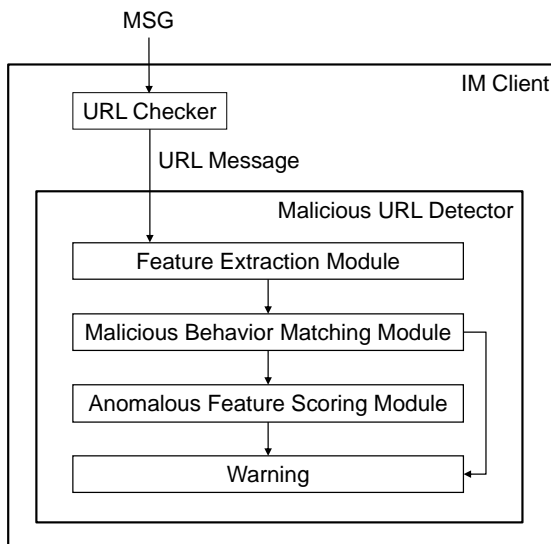 MSG
IM Client
URL Checker
URL Message
Malicious URL Detector
Feature Extraction Module
Malicious Behavior Matching Module
Anomalous Feature Scoring Module
Warning